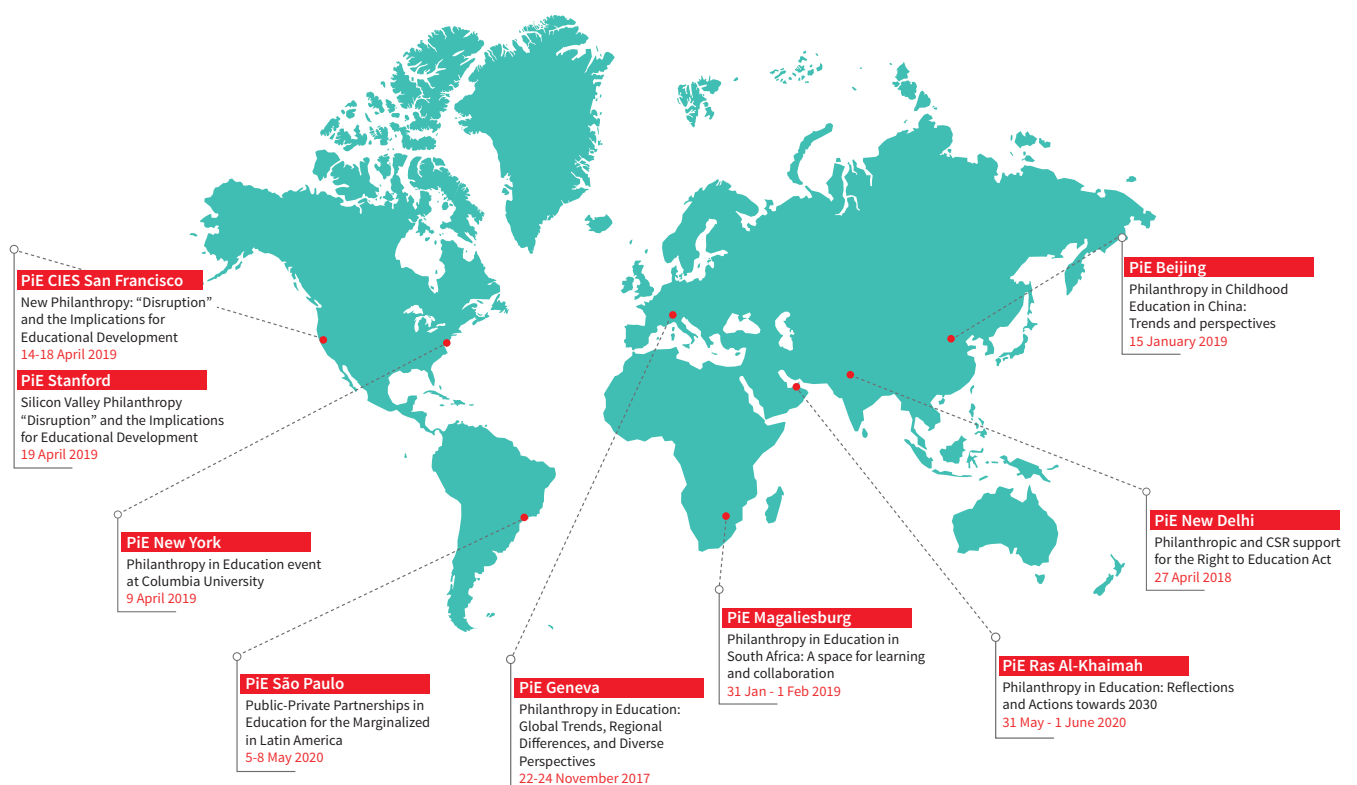 PiE CIES San Francisco
New Philanthropy: “Disruption”
and the Implications for
Educational Development
14-18 April 2019
PiE Stanford
Silicon Valley Philanthropy
“Disruption” and the Implications
for Educational Development
19 April 2019
PiE New York
Philanthropy in Education event
at Columbia University
9 April 2019
PiE São Paulo
Public-Private Partnerships in
Education for the Marginalized
in Latin America
5-8 May 2020
PiE Geneva
Philanthropy in Education:
Global Trends, Regional
Differences, and Diverse
Perspectives
22-24 November 2017
PiE Magaliesburg
Philanthropy in Education in
South Africa: A space for learning
and collaboration
31 Jan - 1 Feb 2019
PiE Ras Al-Khaimah
Philanthropy in Education: Reflections
and Actions towards 2030
31 May - 1 June 2020
PiE New Delhi
Philanthropic and CSR support
for the Right to Education Act
27 April 2018
PiE Beijing
Philanthropy in Childhood
Education in China:
Trends and perspectives
15 January 2019